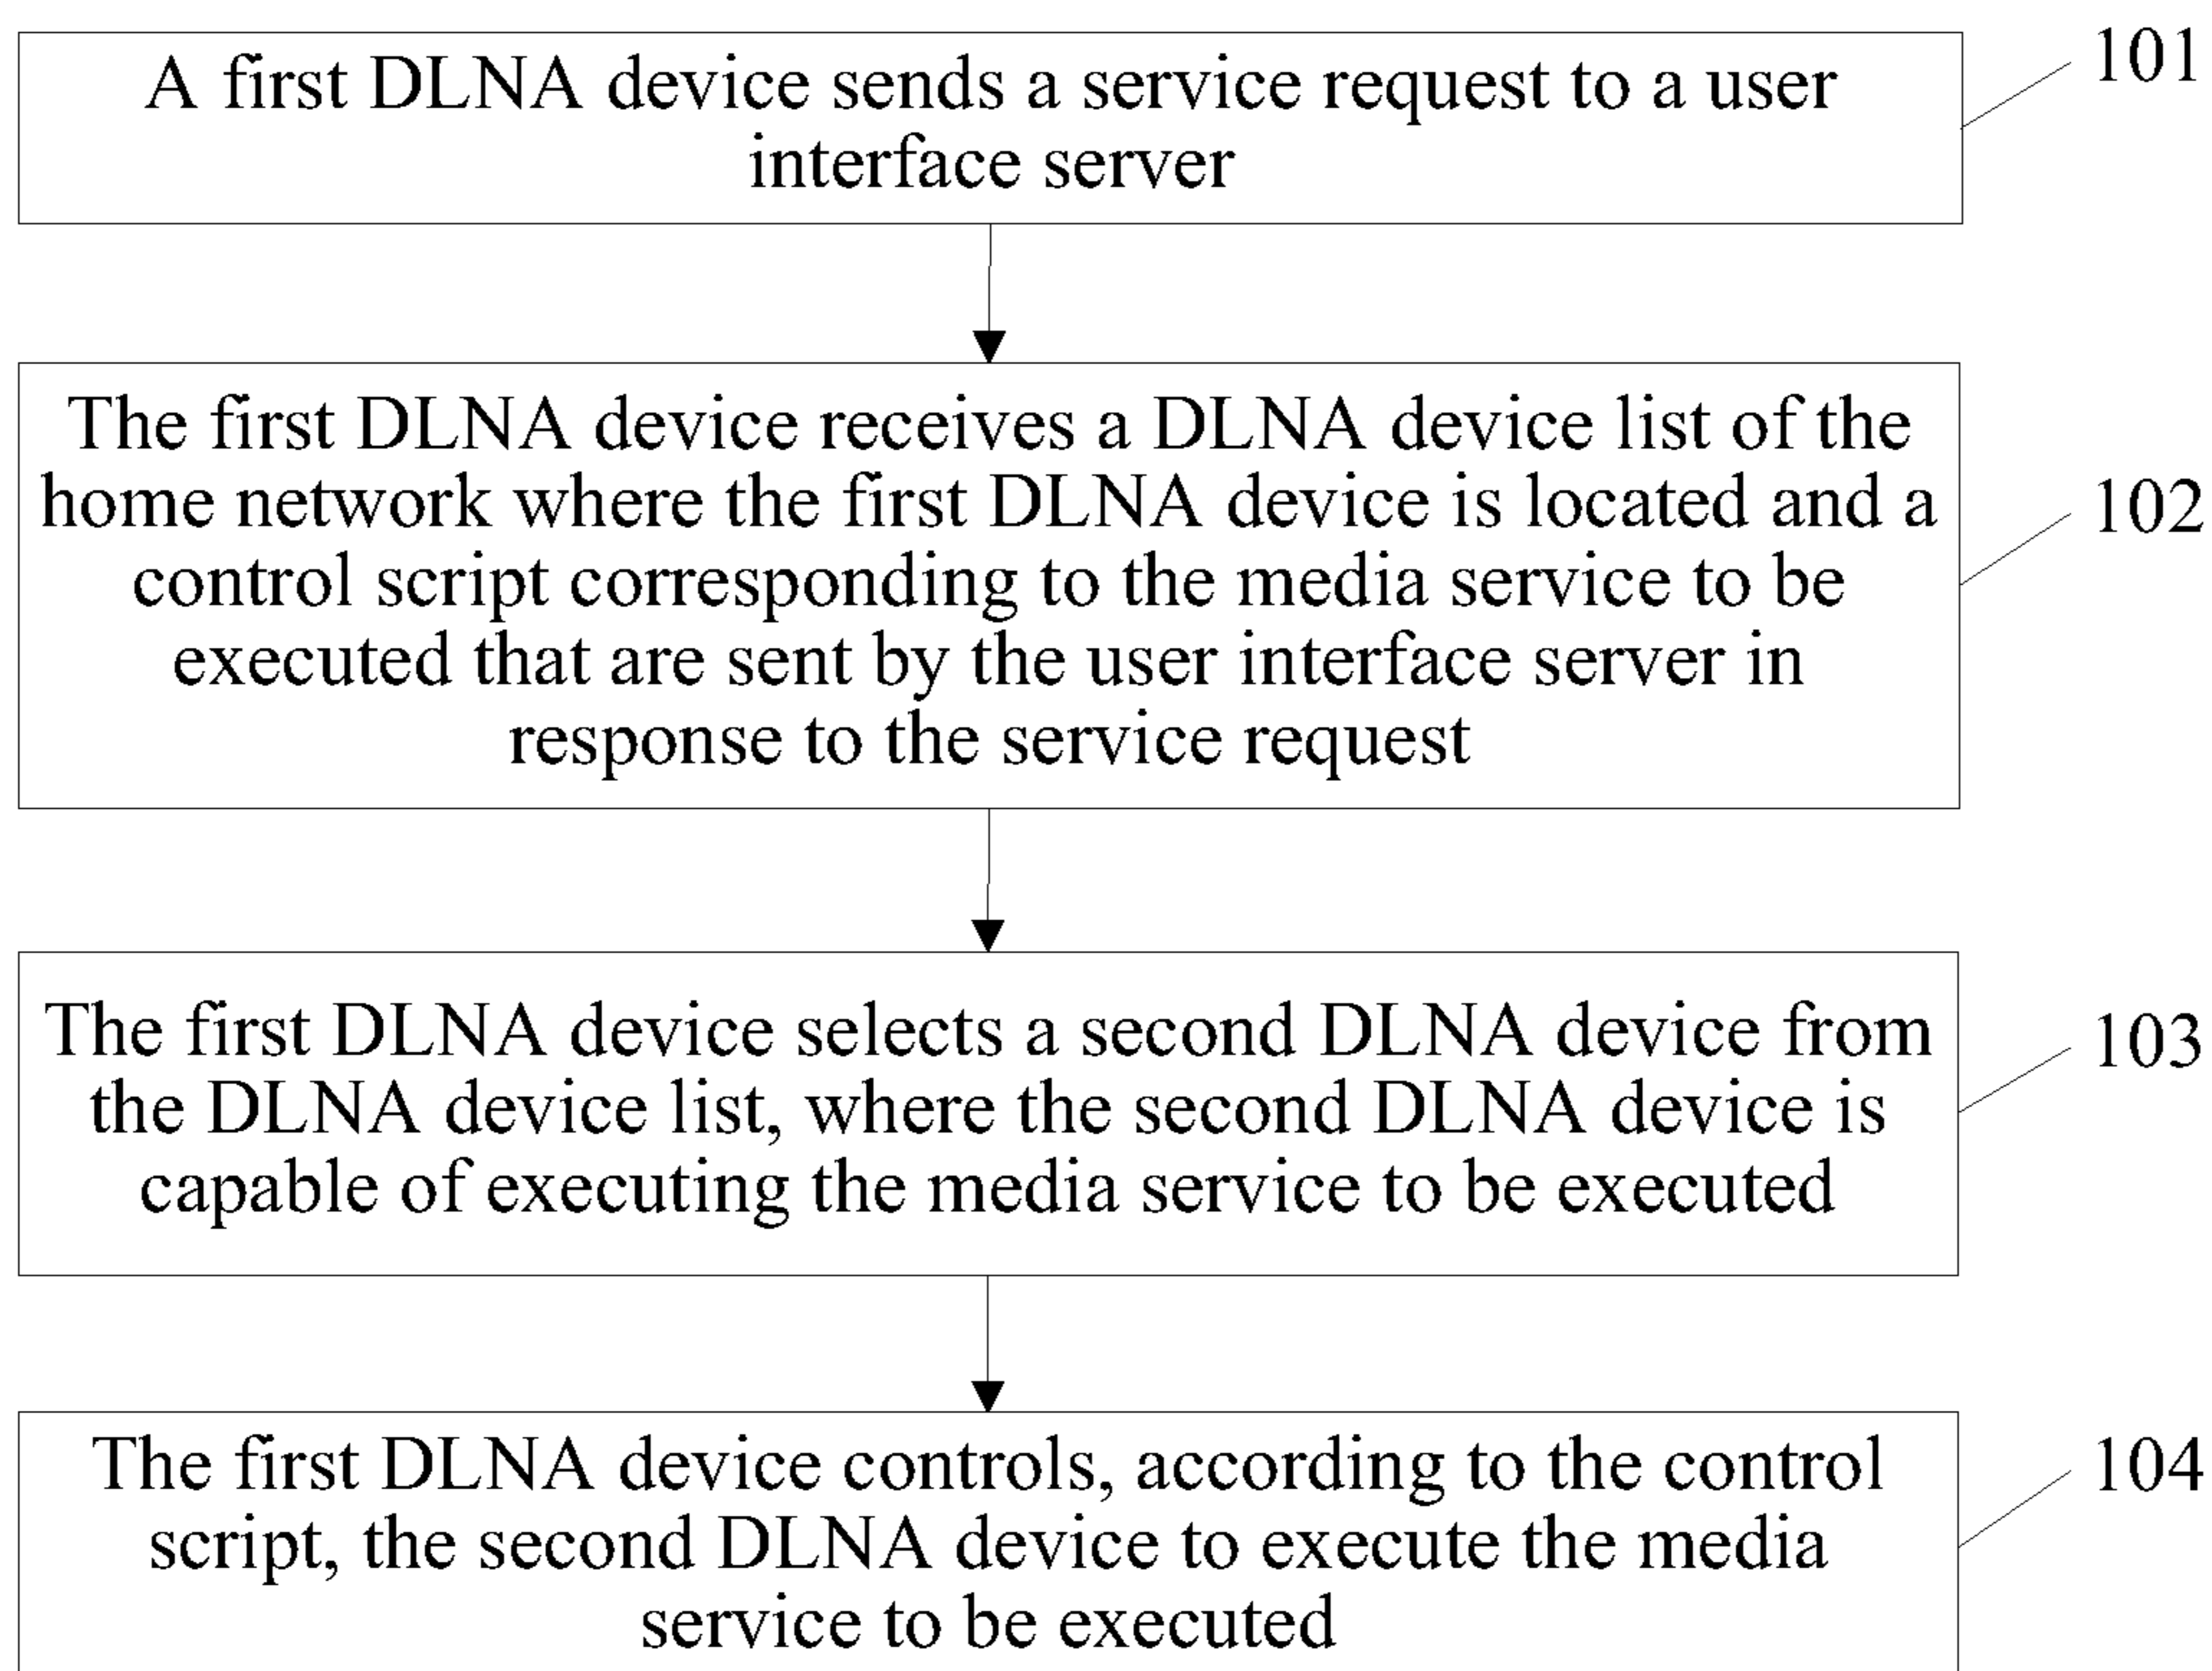 A first DLNA device sends a service request to a user
interface server
101
The first DLNA device receives a DLNA device list of the
home network where the first DLNA device is located and a
control script corresponding to the media service to be
executed that are sent by the user interface server in
response to the service request
102
The first DLNA device selects a second DLNA device from
the DLNA device list, where the second DLNA device is
capable of executing the media service to be executed
103
The first DLNA device controls, according to the control
script, the second DLNA device to execute the media
service to be executed
104